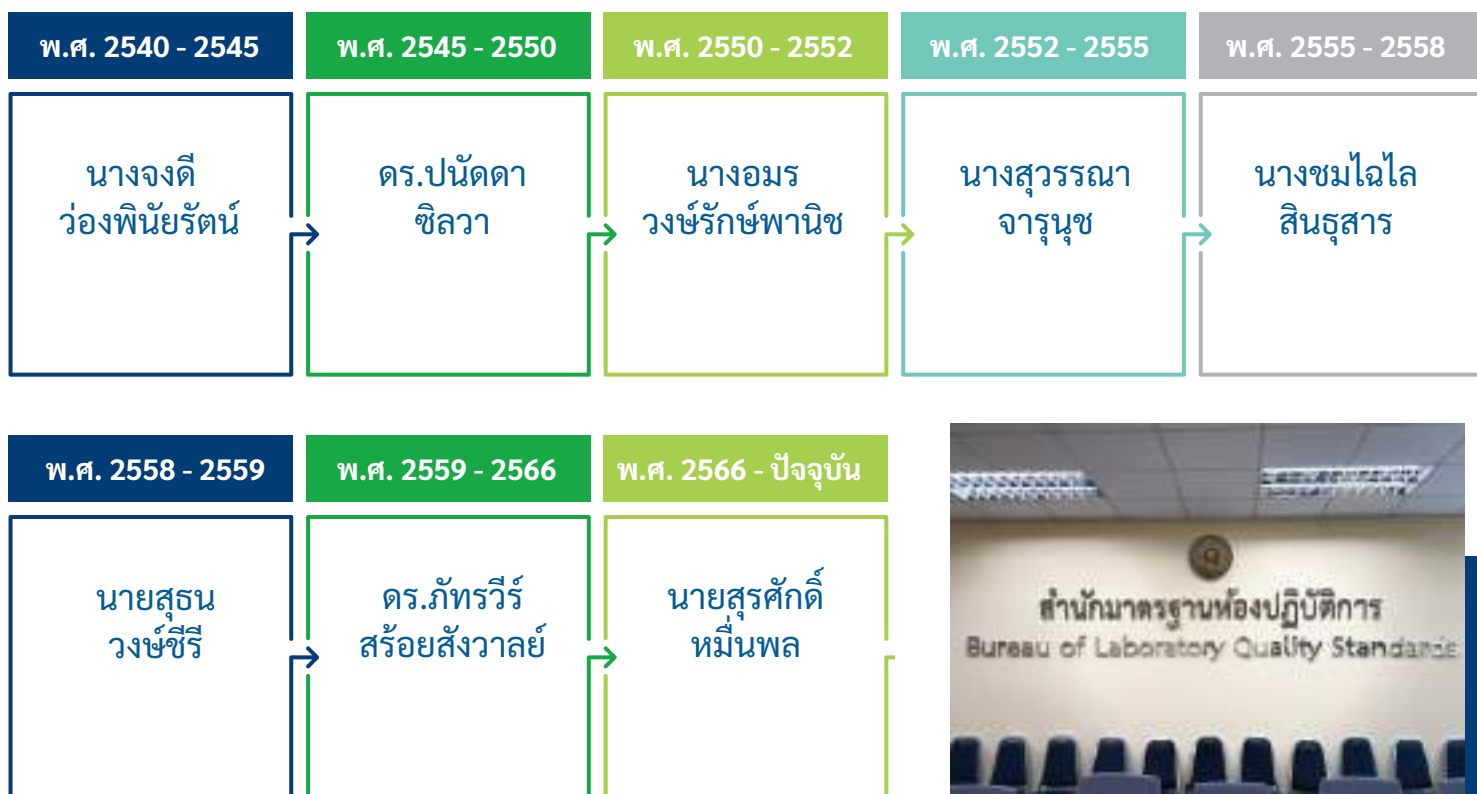 พ.ศ. 2540 - 2545
พ.ศ. 2545 - 2550
พ.ศ. 2550 - 2552
พ.ศ. 2552 - 2555
พ.ศ. 2555 - 2558
นางจงดี
ว่องพินัยรัตน์
ดร.ปนัดดา
ซิลวา
นางอมร
วงษ์รักษ์พานิช
นางสุวรรณา
จารุนุช
นางชมไฉไล
สินธุสาร
พ.ศ. 2558 - 2559
พ.ศ. 2559 - 2566
พ.ศ. 2566 - ปัจจุบัน
นายสุธน
วงษ์ชีรี
ดร.ภัทรวีร์
สร้อยสังวาลย์
นายสุรศักดิ์
หมื่นพล
สำนักมาตรฐานห้องปฏิบัติการ
Bureau of Laboratory Quality Standards